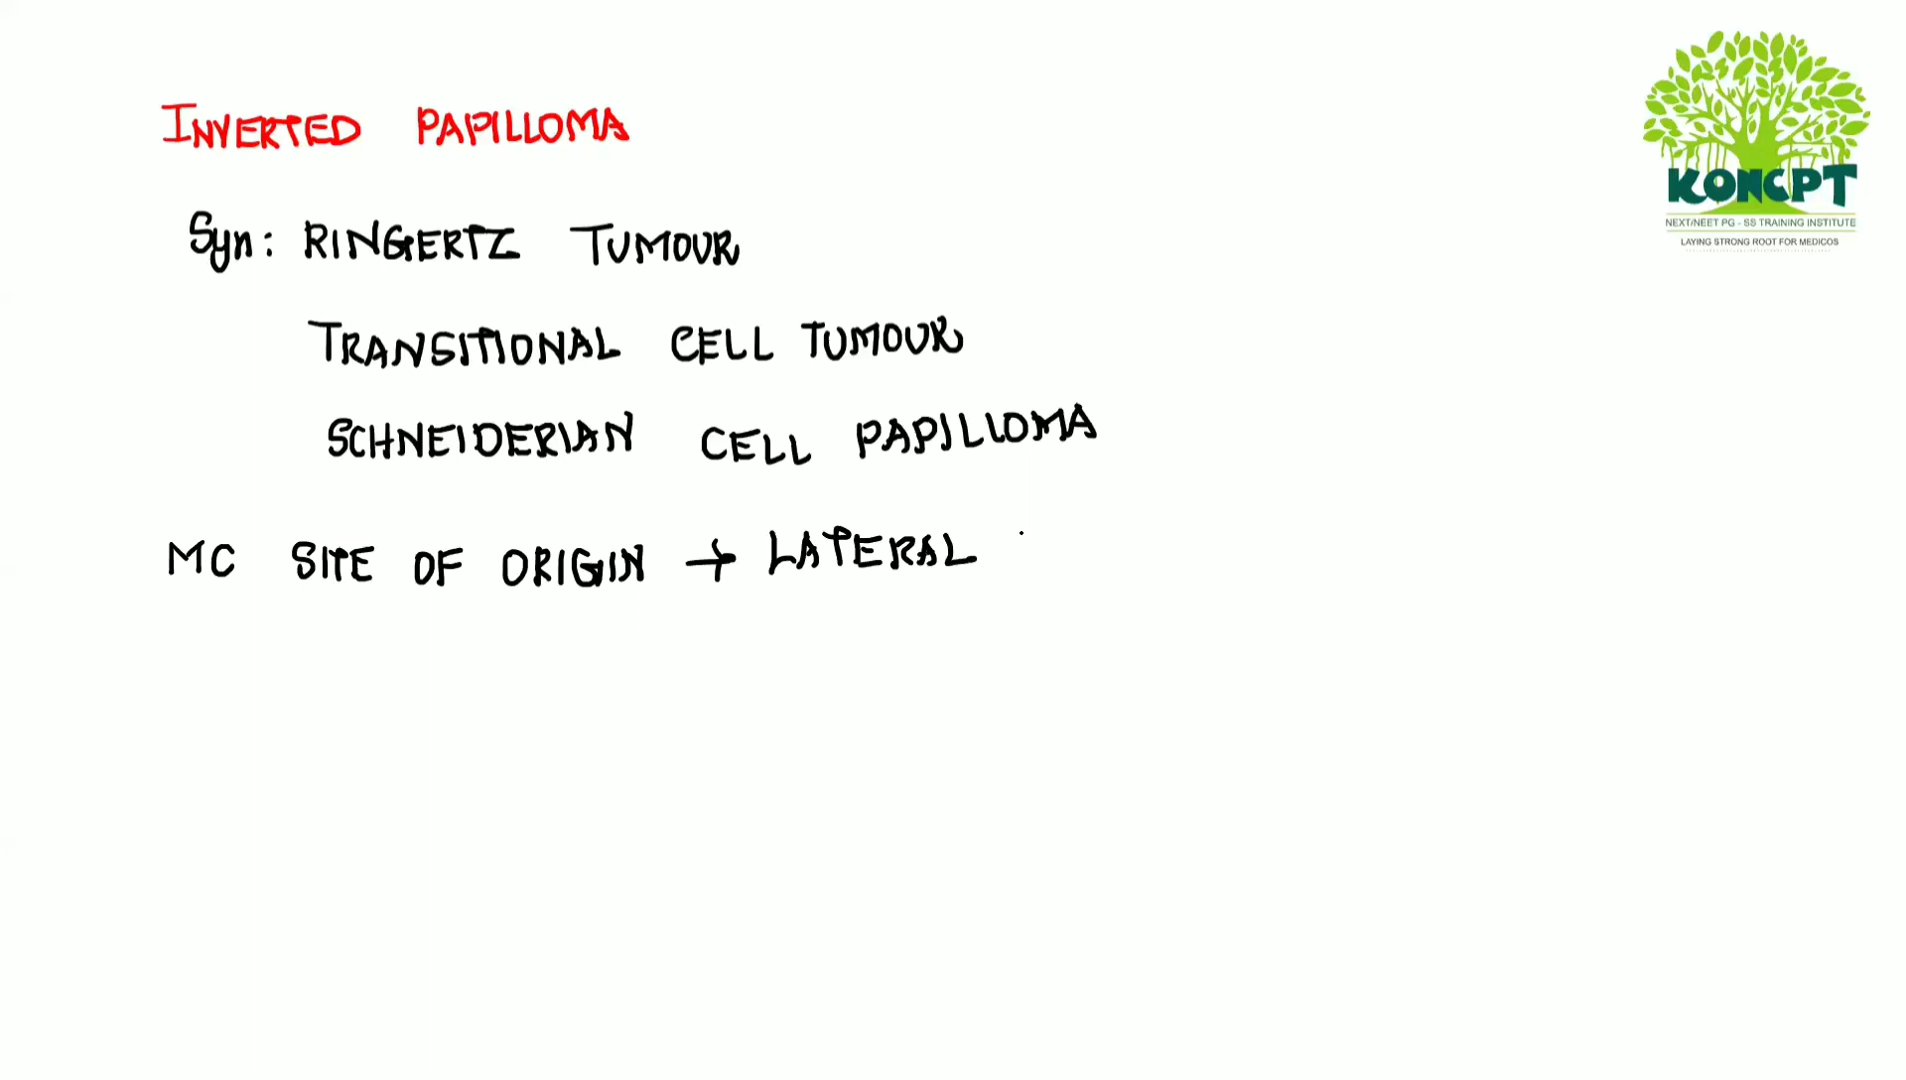 INVERTED PAPILLOMA
Syn: RINGERTZ TUMOUR
TRANSITIONAL CELL TUMOUR
SCHNEIDERIAN CELL PAPILLOMA
MC SITE OF ORIGIN → LATERAL
KONCPT
NEXT/NEET PG - SS TRAINING INSTITUTE
LAYING STRONG ROOT FOR MEDICOS